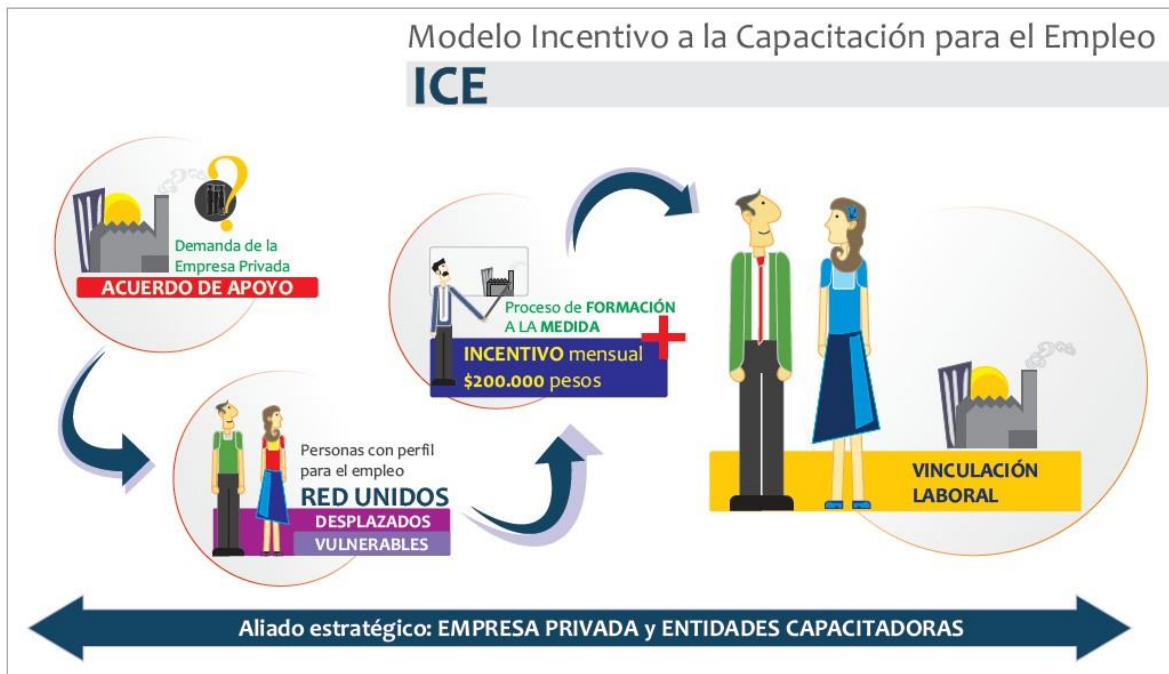 Modelo Incentivo a la Capacitación para el Empleo
ICE
Demanda de la
Empresa Privada
ACUERDO DE APOYO
Personas con perfil
para el empleo
RED UNIDOS
DESPLAZADOS
VULNERABLES
Proceso de FORMACIÓN
A LA MEDIDA
INCENTIVO mensual
$200.000 pesos
VINCULACIÓN
LABORAL
Aliado estratégico: EMPRESA PRIVADA y ENTIDADES CAPACITADORAS